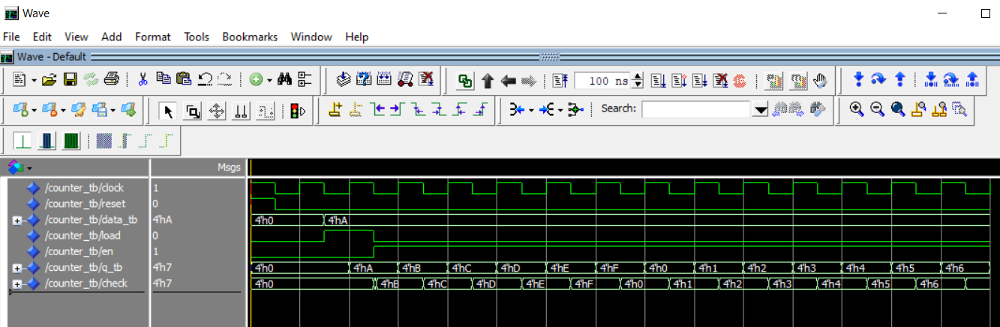 Wave
File Edit View Add Format Tools Bookmarks Window Help
Wave - Default
100 ns
Search:
Msgs
/counter_tb/clock 1
/counter_tb/reset 0
/counter_tb/data_tb 4'hA 4'h0 4'hA
/counter_tb/load 0
/counter_tb/en 1
/counter_tb/q_tb 4'h7 4'h0 4'hA 4'hB 4'hC 4'hD 4'hE 4'hF 4'h0 4'h1 4'h2 4'h3 4'h4 4'h5 4'h6
/counter_tb/check 4'h7 4'h0 4'hB 4'hC 4'hD 4'hE 4'hF 4'h0 4'h1 4'h2 4'h3 4'h4 4'h5 4'h6